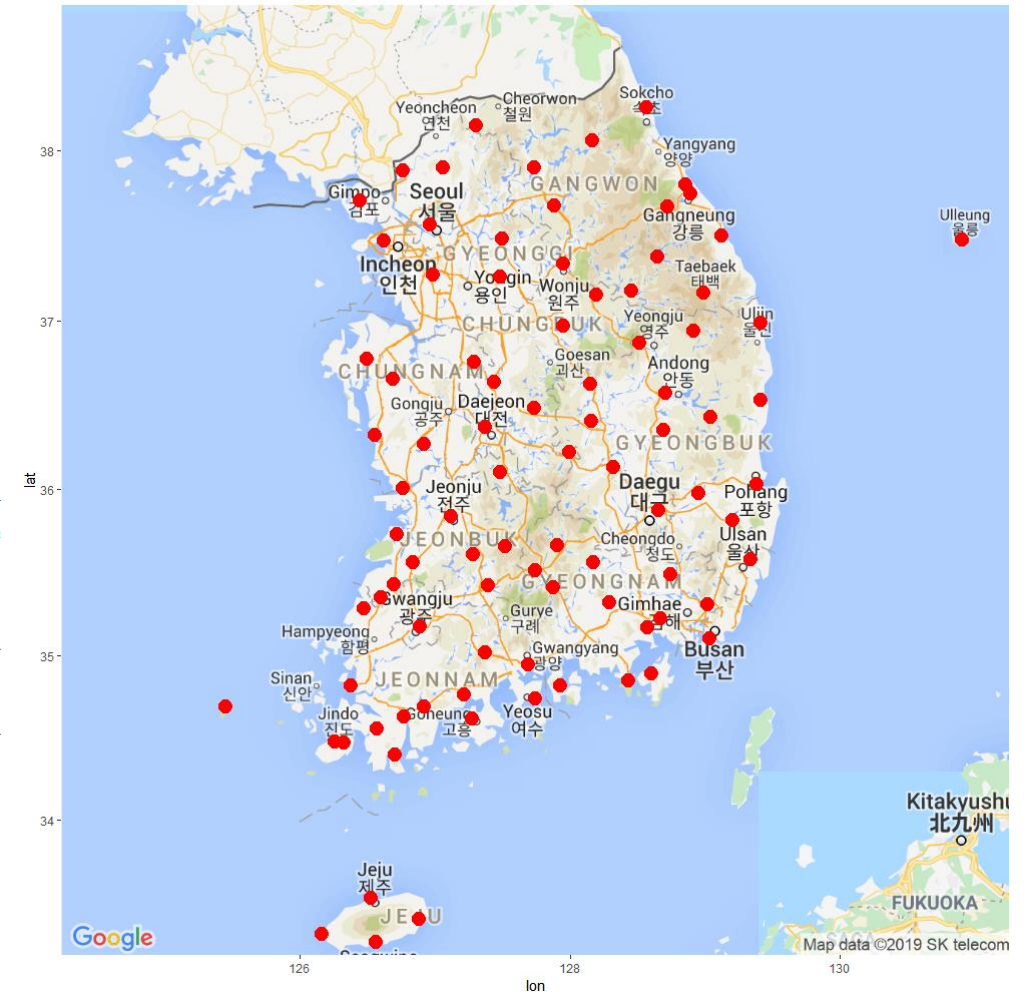 Sokcho
속초
Cheorwon
철원
Yeoncheon
연천
Yangyang
양양
38
GANGWON
Gimpo
김포
Seoul
서울
Gangneung
강릉
Ulleung
울릉
GYEONGGI
Incheon
인천
Yongin
용인
Wonju
원주
Taebaek
태백
37
CHUNGBUK
Yeongju
영주
Uljin
울진
Goesan
괴산
Andong
안동
CHUNGNAM
Gongju
공주
Daejeon
대전
GYEONGBUK
lat
36
Jeonju
전주
Daegu
대구
Pohang
포항
JEONBUK
Cheongdo
청도
Ulsan
울산
GYEONGNAM
Gwangju
광주
Gurye
구례
Gimhae
김해
Hampyeong
함평
35
Gwangyang
광양
Busan
부산
Sinan
신안
JEONNAM
Jindo
진도
Goheung
고흥
Yeosu
여수
34
Kitakyushu
北九州
Jeju
제주
JEJU
FUKUOKA
Google
SAGA
Map data ©2019 SK telecom
126
128
130
lon